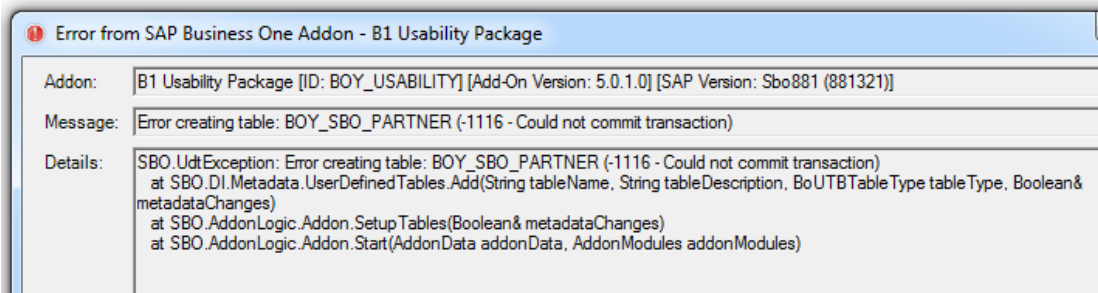 Error from SAP Business One Addon - B1 Usability Package
Addon: B1 Usability Package [ID: BOY_USABILITY] [Add-On Version: 5.0.1.0] [SAP Version: Sbo881 (881321)]
Message: Error creating table: BOY_SBO_PARTNER (-1116 - Could not commit transaction)
Details: SBO.UdtException: Error creating table: BOY_SBO_PARTNER (-1116 - Could not commit transaction)
at SBO.DI.Metadata.UserDefinedTables.Add(String tableName, String tableDescription, BoUTBTableType tableType, Boolean&
metadataChanges)
at SBO.AddonLogic.Addon.SetupTables(Boolean& metadataChanges)
at SBO.AddonLogic.Addon.Start(AddonData addonData, AddonModules addonModules)